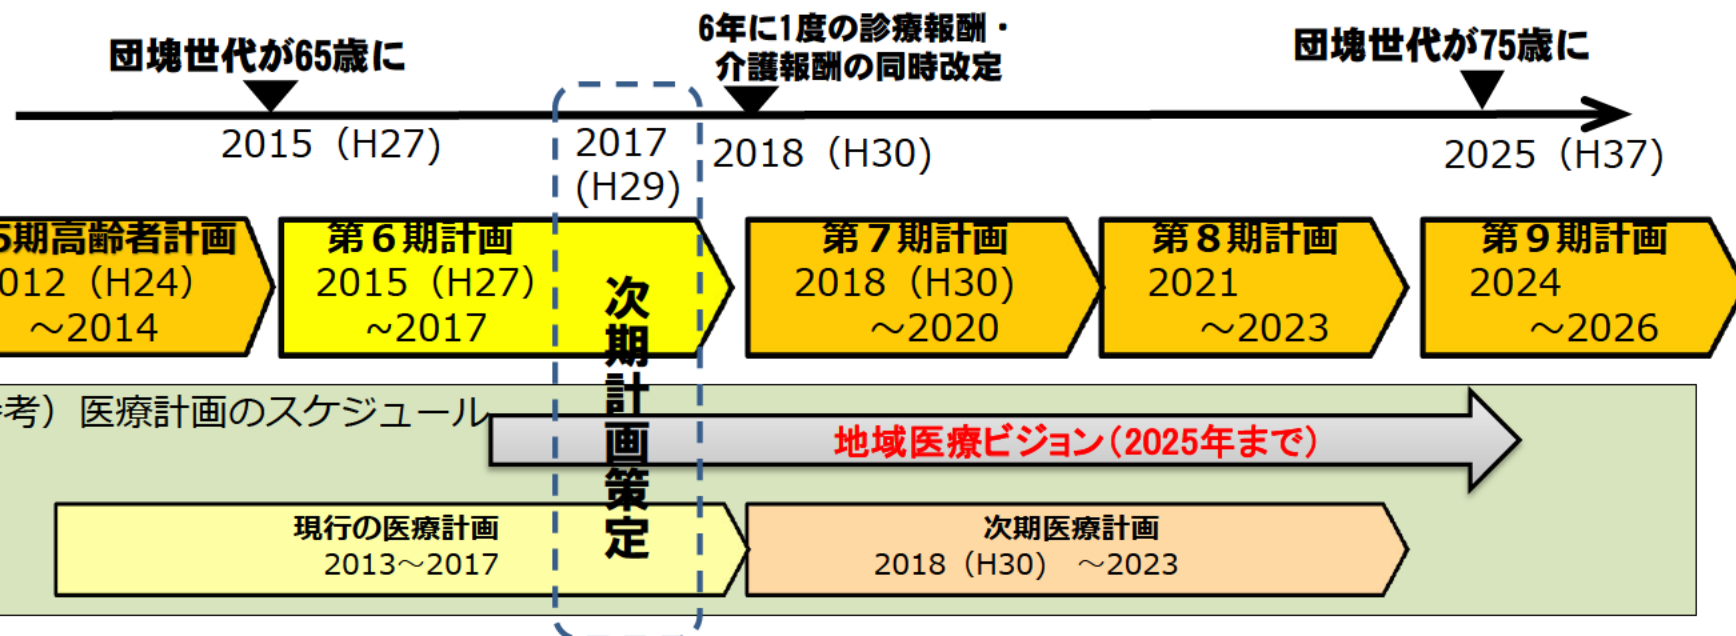 団塊世代が65歳に
6年に1度の診療報酬・
介護報酬の同時改定
団塊世代が75歳に
2015（H27）
2017
(H29)
2018（H30）
2025（H37）
5期高齢者計画
012（H24）
～2014
第６期計画
2015（H27）
~2017
第７期計画
2018（H30）
～2020
第８期計画
2021
～2023
第９期計画
2024
～2026
次期計画策定
考）医療計画のスケジュール
地域医療ビジョン（2025年まで）
現行の医療計画
2013～2017
次期医療計画
2018（H30） ～2023